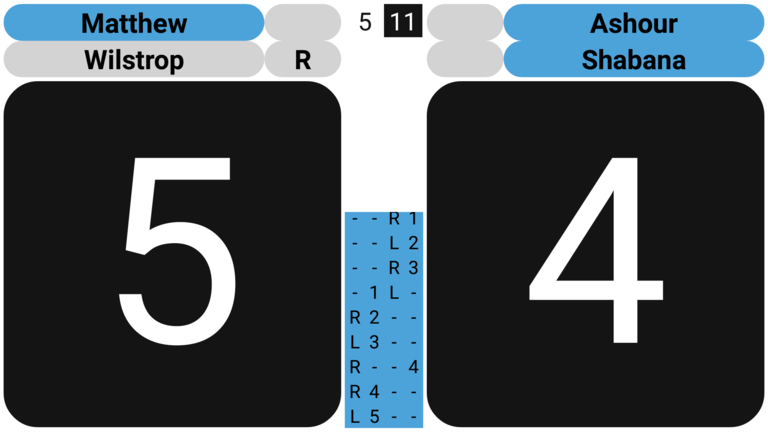 Matthew
5 11
Ashour
Wilstrop R
Shabana
5
4
- - R 1
- - L 2
- - R 3
- 1 L -
R 2 - -
L 3 - -
R - - 4
R 4 - -
L 5 - -